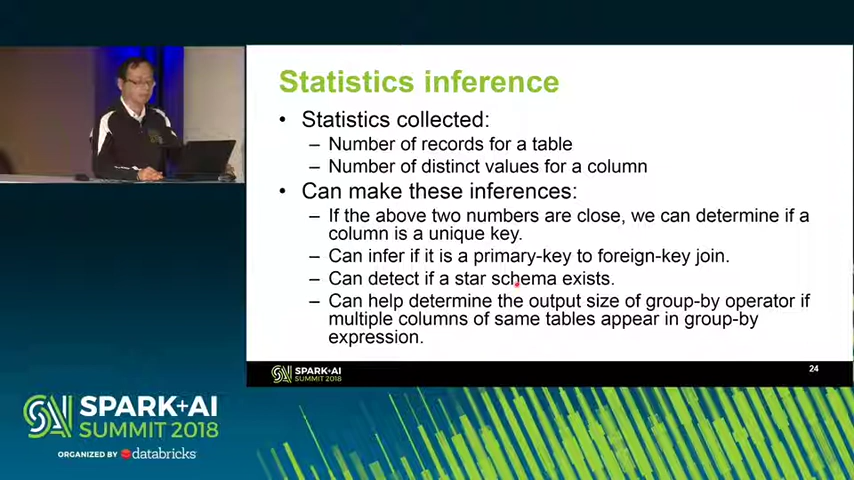 Statistics inference
• Statistics collected:
– Number of records for a table
– Number of distinct values for a column
• Can make these inferences:
– If the above two numbers are close, we can determine if a
column is a unique key.
– Can infer if it is a primary-key to foreign-key join.
– Can detect if a star schema exists.
– Can help determine the output size of group-by operator if
multiple columns of same tables appear in group-by
expression.
SPARK+AI
SUMMIT 2018
24
SPARK+AI
SUMMIT 2018
ORGANIZED BY databricks